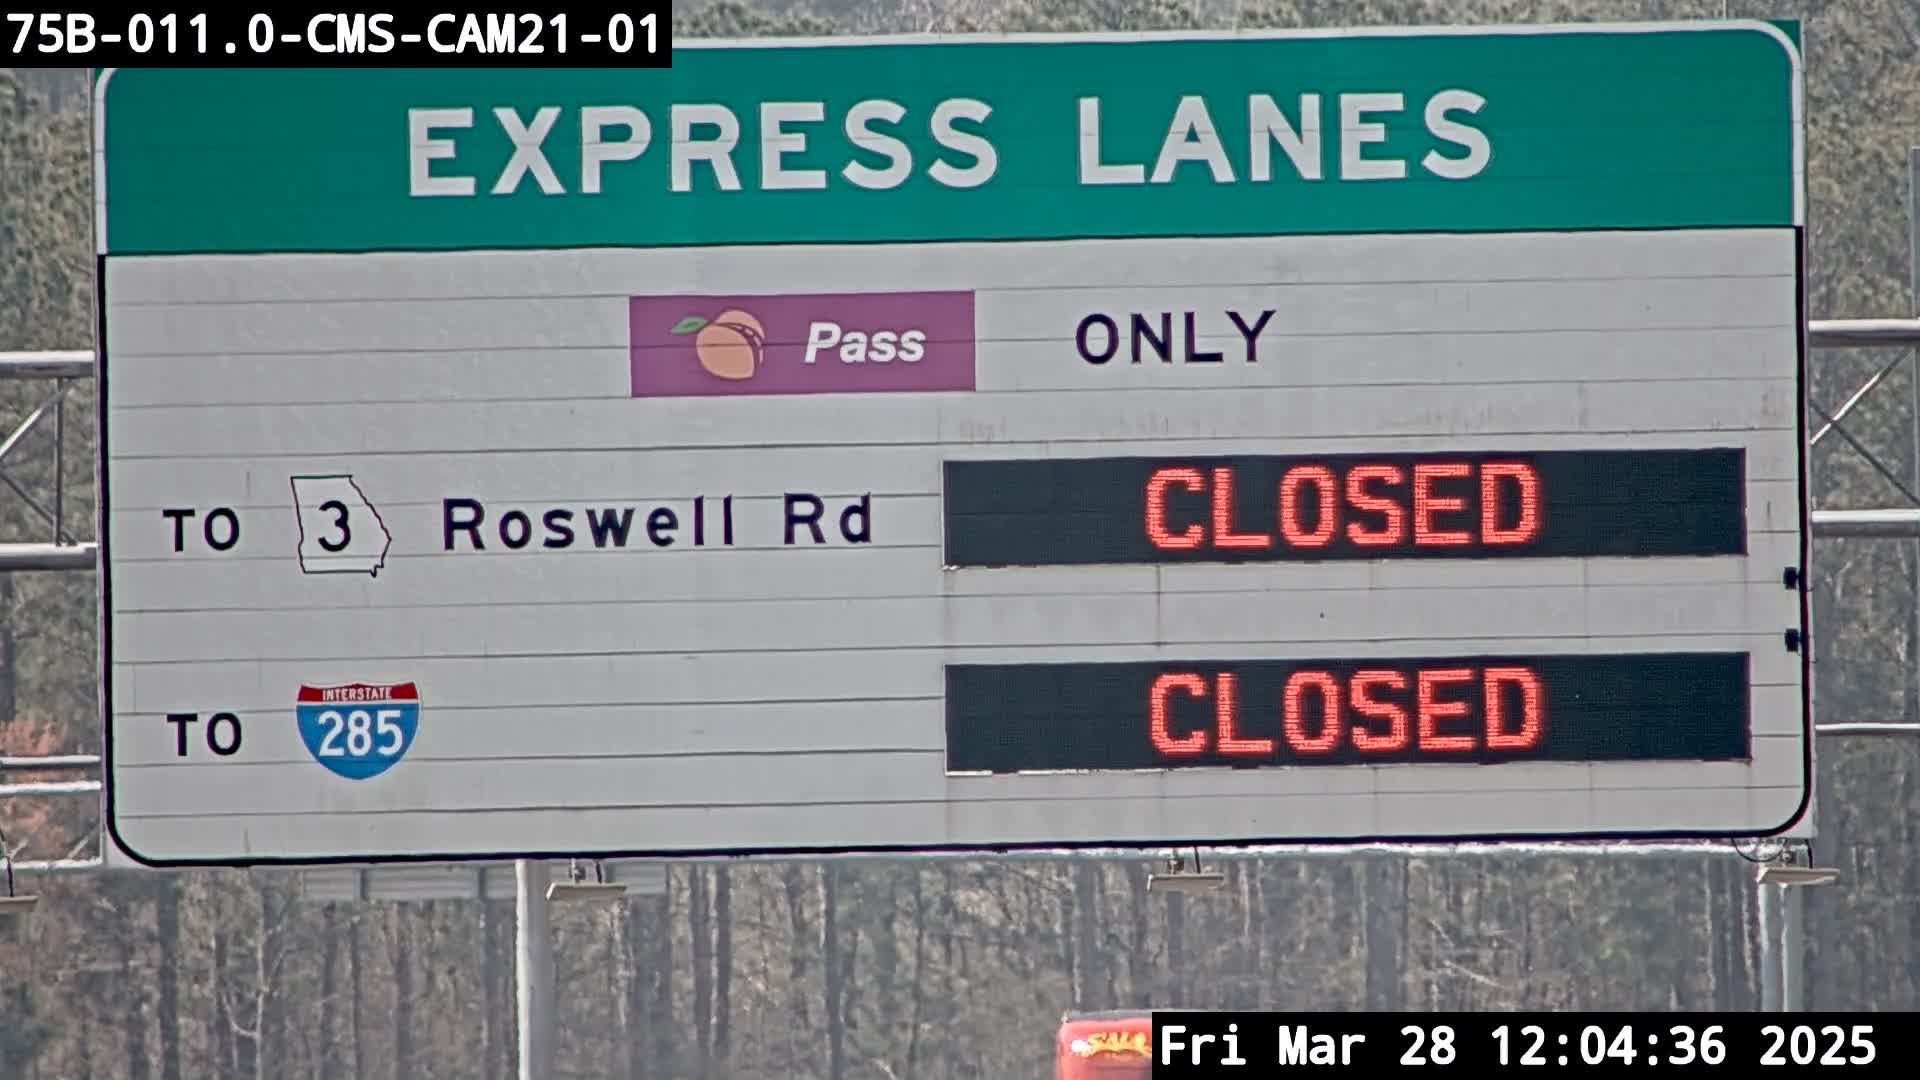 75B-011.0-CMS-CAM21-01
EXPRESS LANES
Pass ONLY
TO 3 Roswell Rd CLOSED
INTERSTATE
TO 285 CLOSED
Fri Mar 28 12:04:36 2025